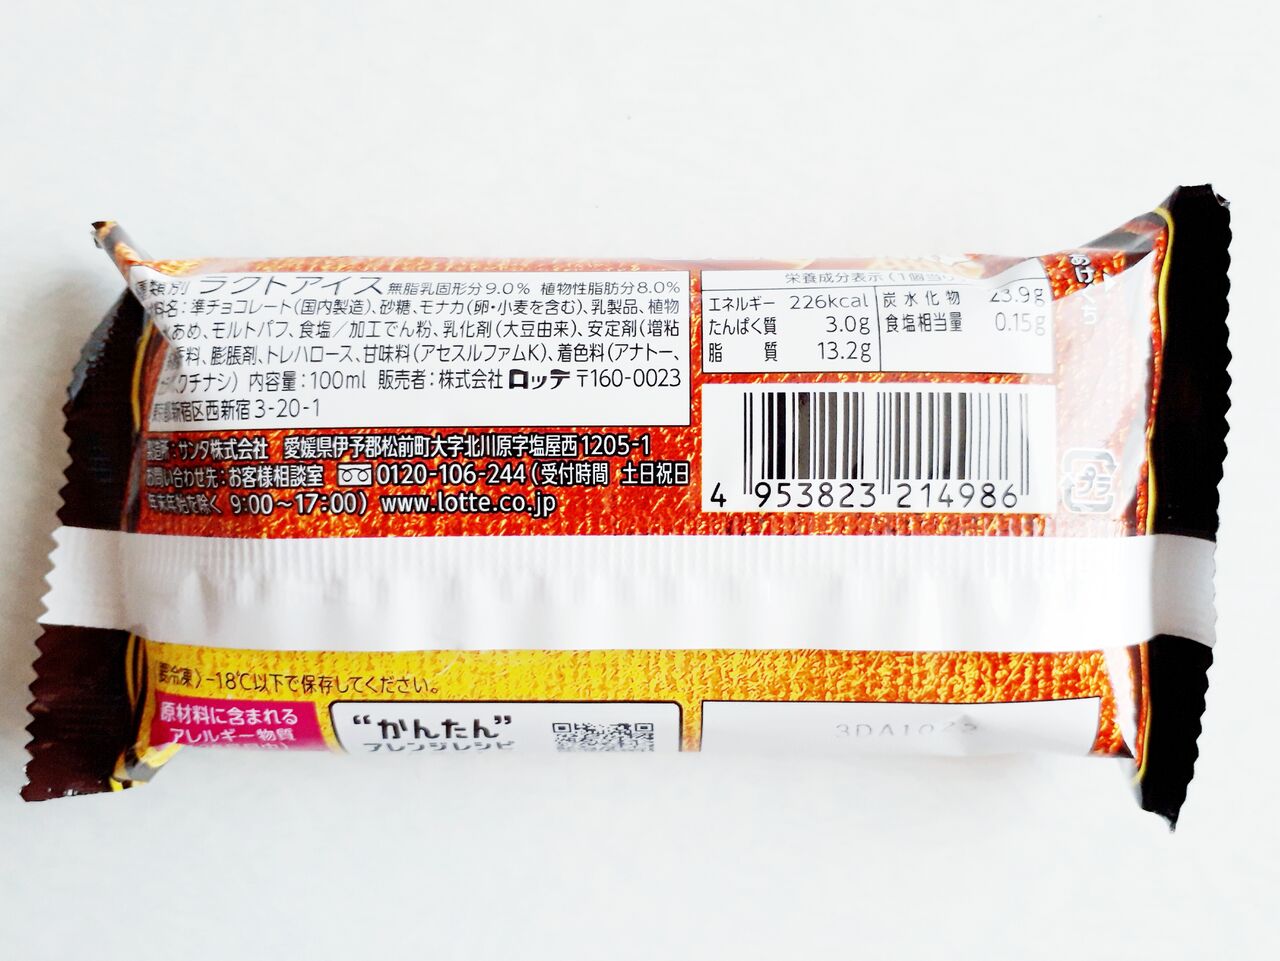 ラクトアイス 無脂乳固形分9.0% 植物性脂肪分8.0%
名：準チョコレート（国内製造）、砂糖、モナカ（卵・小麦を含む）、乳製品、植物
水あめ、モルトパフ、食塩／加工でん粉、乳化剤（大豆由来）、安定剤（増粘
料、膨脹剤、トレハロース、甘味料（アセスルファムK）、着色料（アナトー、
クチナシ） 内容量：100ml 販売者：株式会社 ロッテ 〒160-0023
新宿区西新宿3-20-1
サンタ株式会社 愛媛県伊予郡松前町大字北川原字塩屋西1205-1
お問い合わせ先：お客様相談室 0120-106-244（受付時間 土日祝日
年末年始を除く 9:00～17:00） www.lotte.co.jp
栄養成分表示（1個当り
エネルギー 226kcal 炭水化物 23.9g
たんぱく質 3.0g 食塩相当量 0.15g
脂質 13.2g
4 953823 214986
プラ
あけくち
要冷凍）-18℃以下で保存してください。
原材料に含まれる
アレルギー物質
“かんたん”
アレンジレシピ